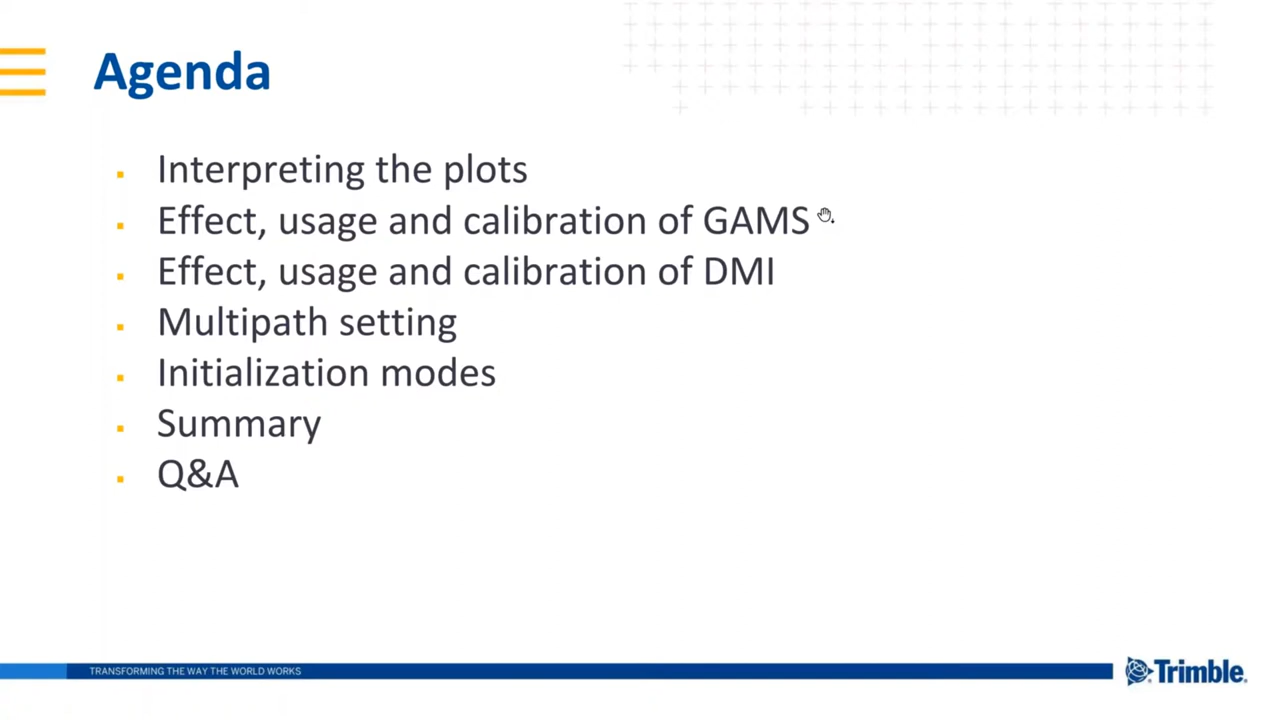 Agenda
Interpreting the plots
Effect, usage and calibration of GAMS
Effect, usage and calibration of DMI
Multipath setting
Initialization modes
Summary
Q&A
TRANSFORMING THE WAY THE WORLD WORKS
Trimble